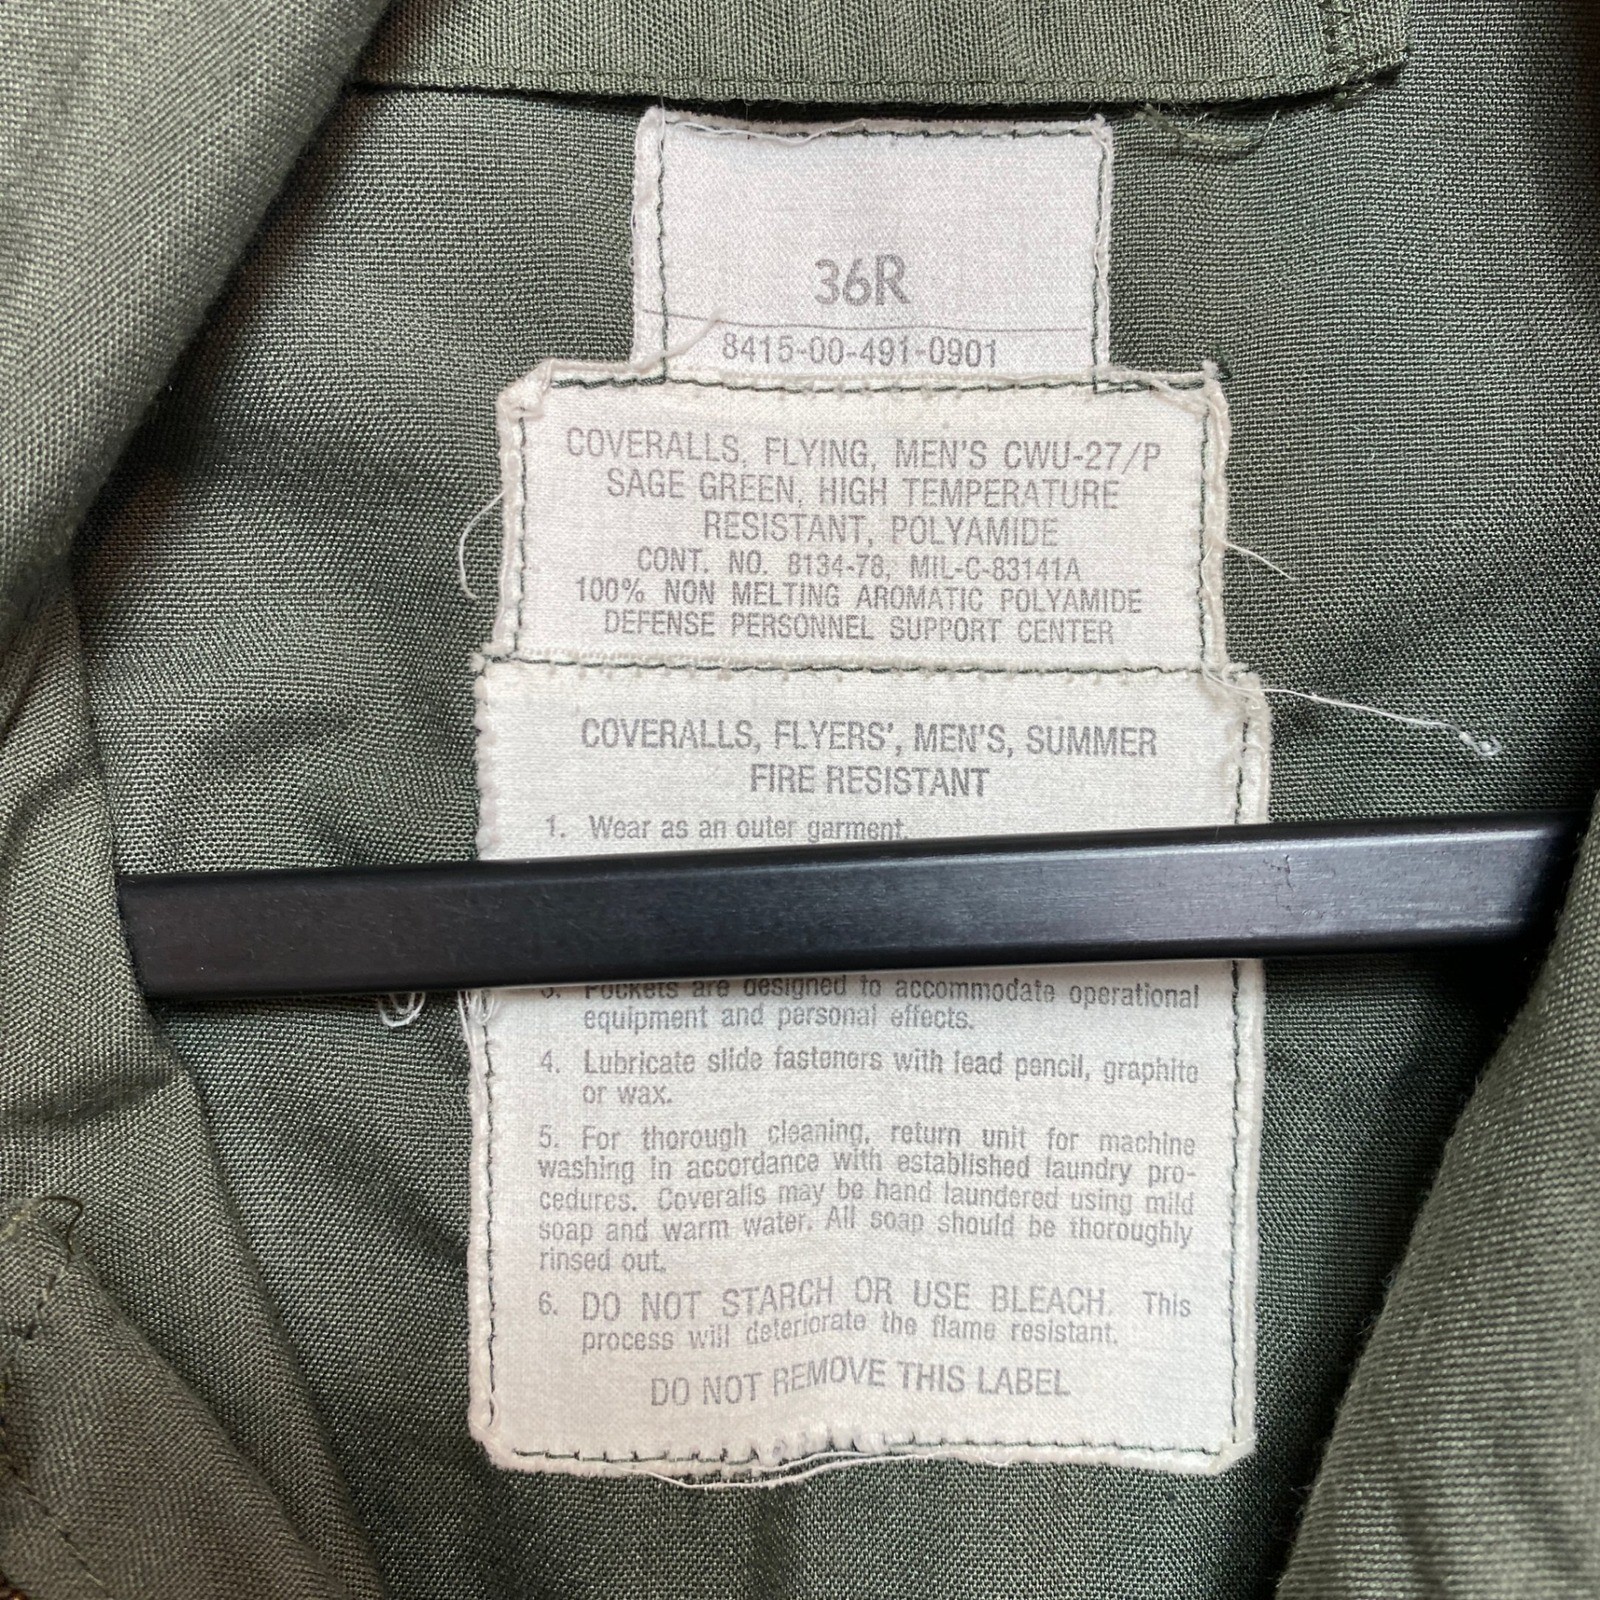 36R
8415-00-491-0901
COVERALLS, FLYING, MEN'S CWU-27/P
SAGE GREEN, HIGH TEMPERATURE
RESISTANT, POLYAMIDE
CONT. NO. 8134-78, MIL-C-83141A
100% NON MELTING AROMATIC POLYAMIDE
DEFENSE PERSONNEL SUPPORT CENTER
COVERALLS, FLYERS', MEN'S, SUMMER
FIRE RESISTANT
1. Wear as an outer garment.
3. Pockets are designed to accommodate operational
equipment and personal effects.
4. Lubricate slide fasteners with lead pencil, graphite
or wax.
5. For thorough cleaning, return unit for machine
washing in accordance with established laundry pro-
cedures. Coveralls may be hand laundered using mild
soap and warm water. All soap should be thoroughly
rinsed out.
6. DO NOT STARCH OR USE BLEACH. This
process will deteriorate the flame resistant.
DO NOT REMOVE THIS LABEL